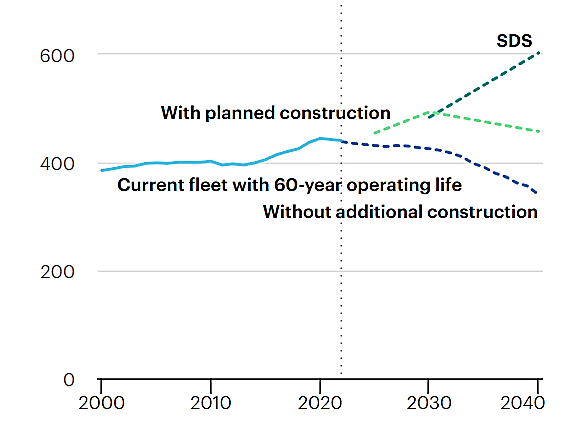 SDS
600
With planned construction
400
Current fleet with 60-year operating life
Without additional construction
200
0
2000 2010 2020 2030 2040